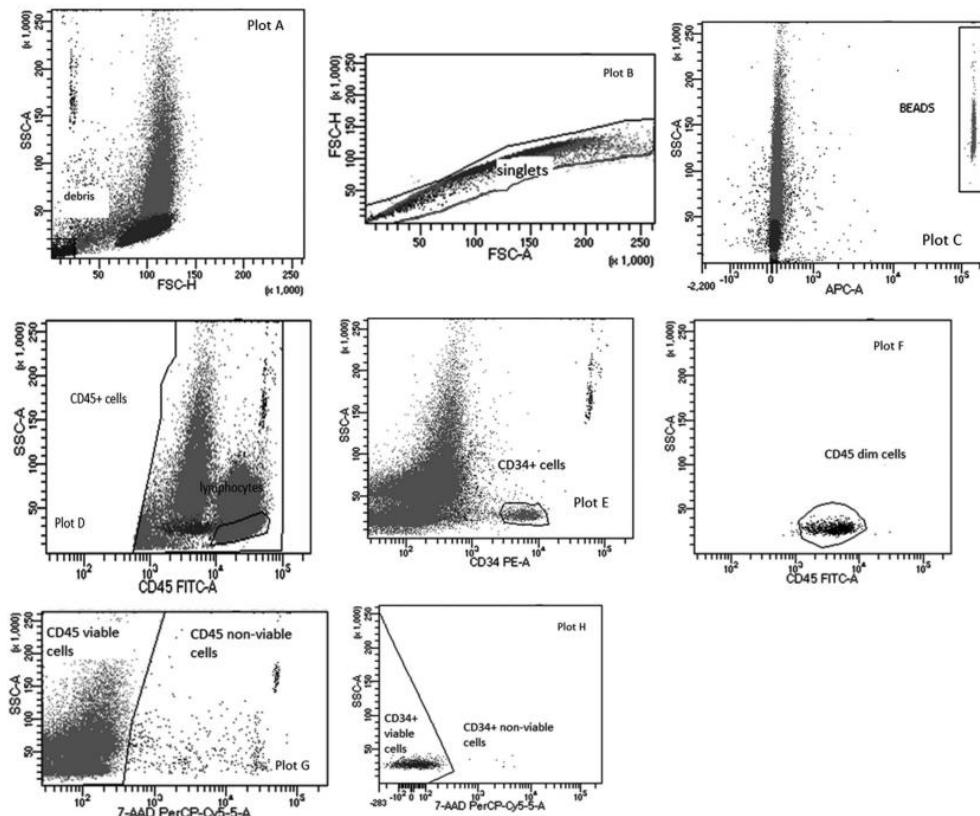 Plot A
(x 1,000)
250
200
150
100
50
SSC-A
debris
50 100 150 200 250
FSC-H
(x 1,000)
Plot B
(x 1,000)
250
200
150
100
50
FSC-H
singlets
50 100 150 200 250
FSC-A
(x 1,000)
(x 1,000)
250
200
150
100
50
SSC-A
BEADS
Plot C
-2,200 -10³ 0 10³ 10⁴ 10⁵
APC-A
(x 1,000)
250
200
150
100
50
SSC-A
CD45+ cells
lymphocytes
Plot D
10² 10³ 10⁴ 10⁵
CD45 FITC-A
(x 1,000)
250
200
150
100
50
SSC-A
CD34+ cells
Plot E
10² 10³ 10⁴ 10⁵
CD34 PE-A
Plot F
(x 1,000)
250
200
150
100
50
SSC-A
CD45 dim cells
10² 10³ 10⁴ 10⁵
CD45 FITC-A
(x 1,000)
250
200
150
100
50
SSC-A
CD45 viable
cells
CD45 non-viable
cells
Plot G
10² 10³ 10⁴ 10⁵
7-AAD PerCP-Cy5-5-A
Plot H
(x 1,000)
250
200
150
100
50
SSC-A
CD34+
viable
cells
CD34+ non-viable
cells
-283 -10² 0 10² 10³ 10⁴ 10⁵
7-AAD PerCP-Cy5-5-A